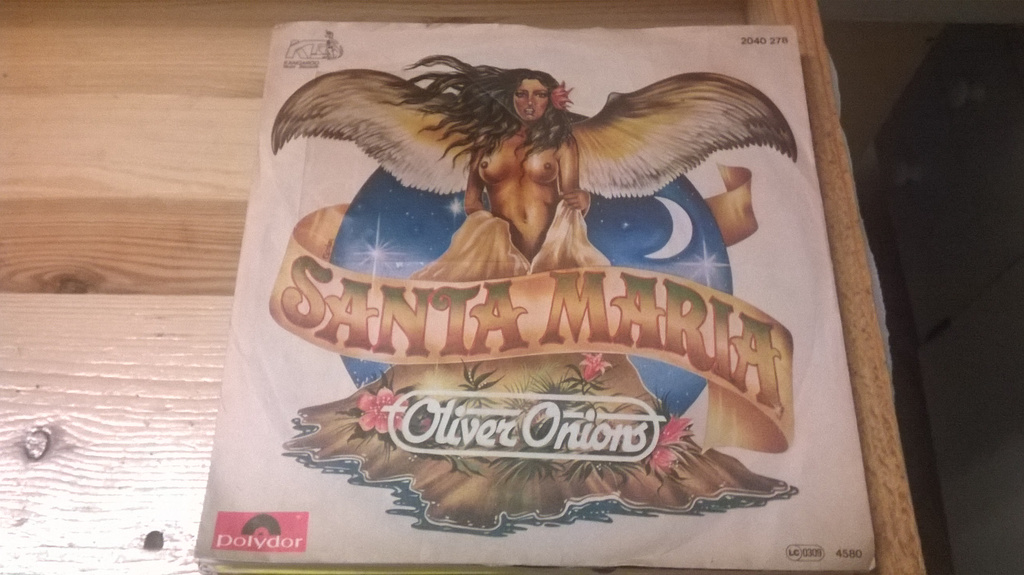 2040 278
SANTA MARIA
Oliver Onions
polydor
LC 0309 4580